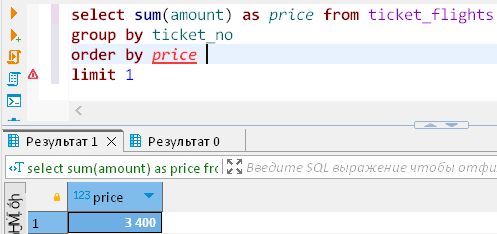 select sum(amount) as price from ticket_flights
group by ticket_no
order by price
limit 1
Результат 1
Результат 0
select sum(amount) as price fro
Введите SQL выражение чтобы отфи
123 price
1
3 400